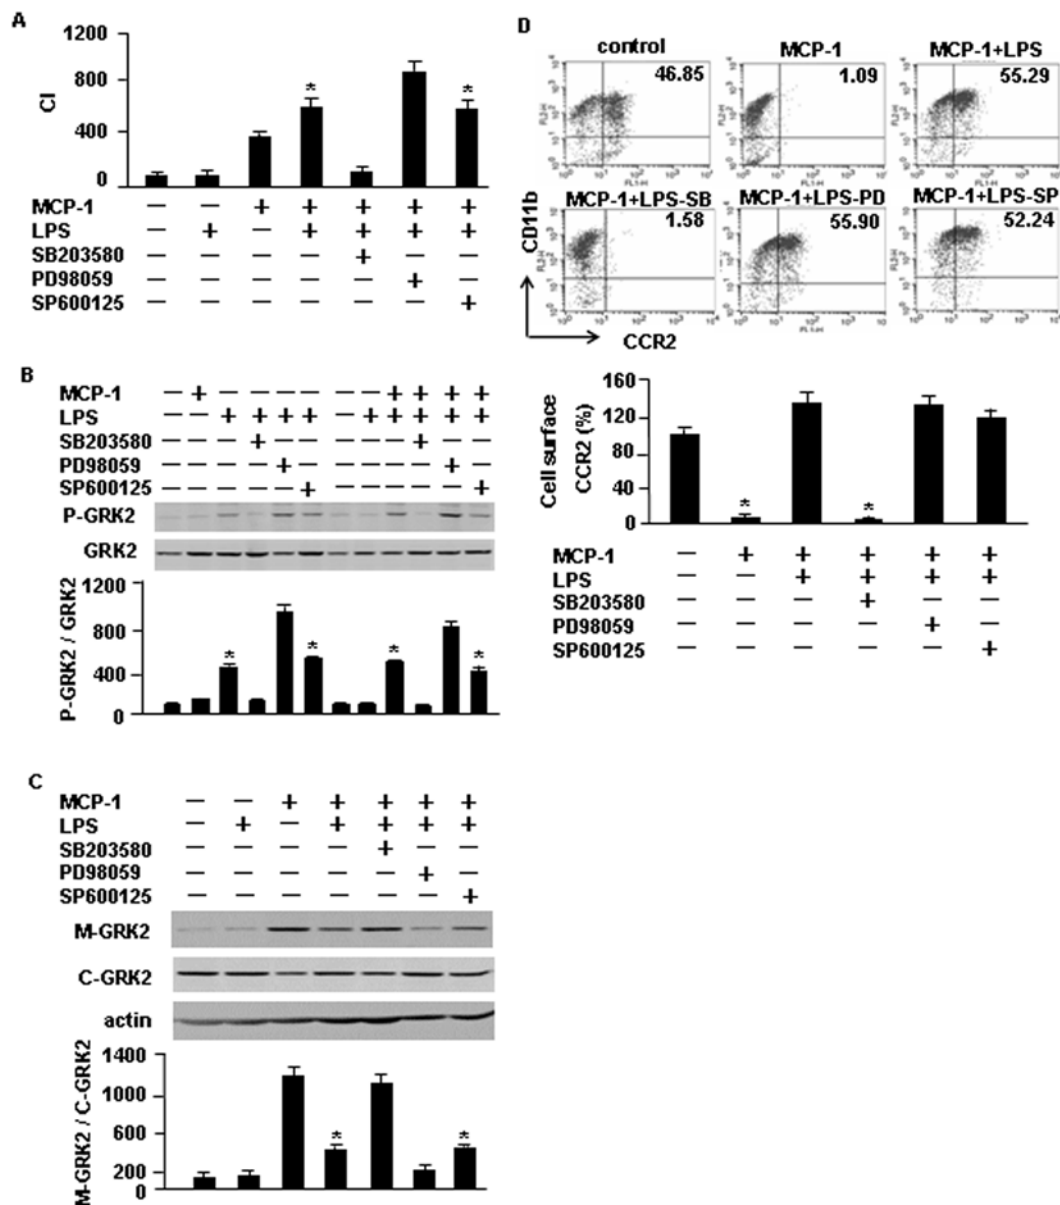 A
1200
800
400
0
CI
MCP-1 — — + + + + +
LPS — + — + + + +
SB203580 — — — — + — —
PD98059 — — — — — + —
SP600125 — — — — — — +
B
MCP-1 — + — — — — — — + + + +
LPS — — + + + + — + + + + +
SB203580 — — — + — — — — — + — —
PD98059 — — — — + — — — — — + —
SP600125 — — — — — + — — — — — +
P-GRK2
GRK2
1200
800
400
0
P-GRK2 / GRK2
* * * *
C
MCP-1 — — + + + + +
LPS — + — + + + +
SB203580 — — — — + — —
PD98059 — — — — — + —
SP600125 — — — — — — +
M-GRK2
C-GRK2
actin
1400
1000
600
200
0
M-GRK2 / C-GRK2
* *
D
control MCP-1 MCP-1+LPS
46.85 1.09 55.29
MCP-1+LPS-SB MCP-1+LPS-PD MCP-1+LPS-SP
1.58 55.90 52.24
CD11b
CCR2
160
120
80
40
0
Cell surface
CCR2 (%)
* *
MCP-1 — + + + + +
LPS — — + + + +
SB203580 — — — + — —
PD98059 — — — — + —
SP600125 — — — — — +